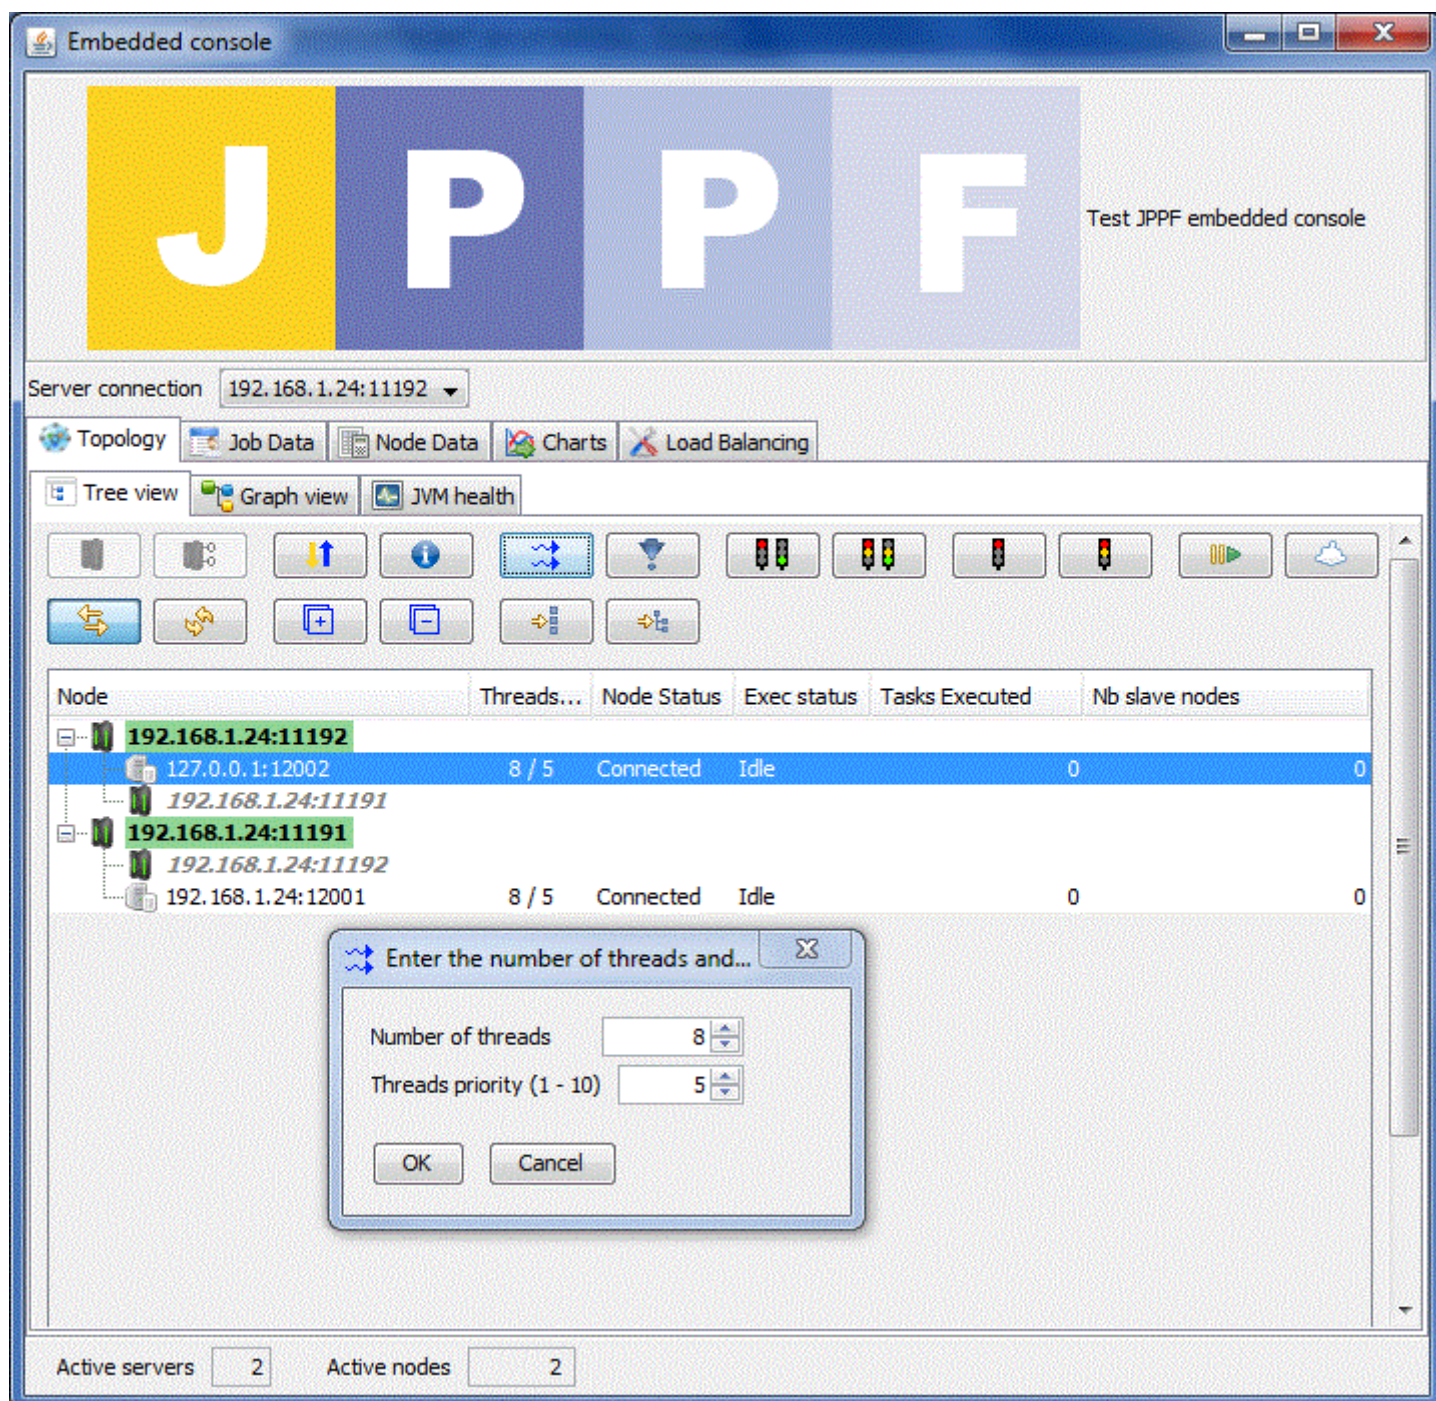 Embedded console
J P P F
Test JPPF embedded console
Server connection 192.168.1.24:11192
Topology Job Data Node Data Charts Load Balancing
Tree view Graph view JVM health
Node Threads... Node Status Exec status Tasks Executed Nb slave nodes
192.168.1.24:11192
127.0.0.1:12002 8 / 5 Connected Idle 0 0
192.168.1.24:11191
192.168.1.24:11191
192.168.1.24:11192
192.168.1.24:12001 8 / 5 Connected Idle 0 0
Enter the number of threads and...
Number of threads 8
Threads priority (1 - 10) 5
OK Cancel
Active servers 2 Active nodes 2